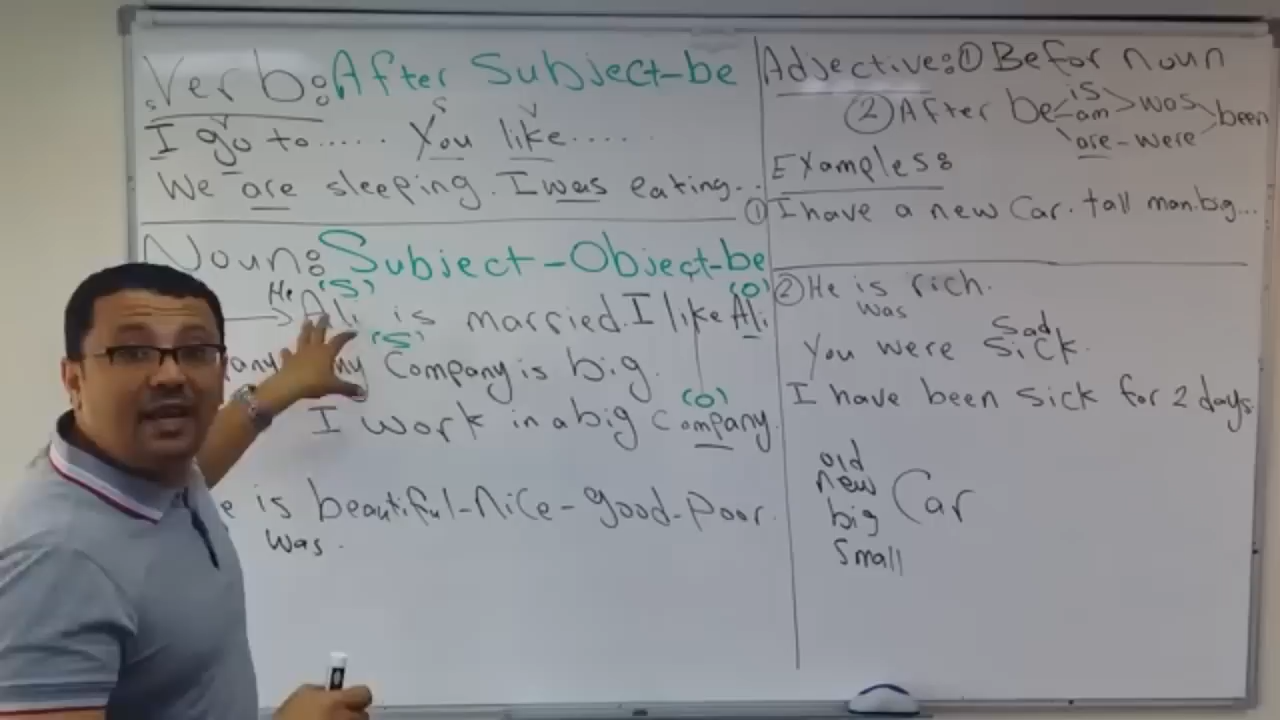 Verb: After Subject-be
S V
I go to...... You like......
We are sleeping. I was eating...
Noun: Subject-Object-be
He (S) (O)
Ali is married. I like Ali
(S)
my Company is big.
(O)
I work in a big company.
is beautiful-nice-good-poor.
was.
Adjective: ① Befor noun
② After be is am are-were was been
Examples:
① I have a new Car. tall man. big...
② He is rich.
was
sad
You were sick.
I have been sick for 2 days.
old
new Car
big
small